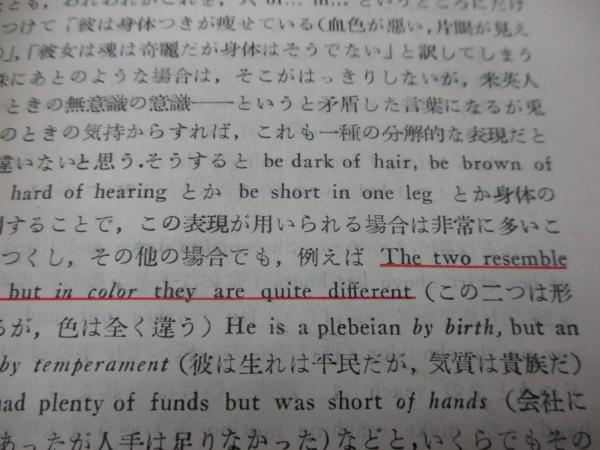 われわれがこれを,
つけて「彼は身体つきが痩せている(血色が悪い,片眼が見え
」,「彼女は魂は奇麗だが身体はそうでない」と訳してしまう
にあとのような場合は,そこがはっきりしないが,米英人
ときの無意識の意識――というと矛盾した言葉になるが兎
のときの気持からすれば,これも一種の分解的な表現だと
違いないと思う.そうすると be dark of hair, be brown of
hard of hearing とか be short in one leg とか身体の
することで,この表現が用いられる場合は非常に多いこ
つくし,その他の場合でも,例えば The two resemble
but in color they are quite different (この二つは形
が,色は全く違う) He is a plebeian by birth, but an
by temperament (彼は生れは平民だが,気質は貴族だ)
had plenty of funds but was short of hands (会社に
あったが人手は足りなかった)などと,いくらでもその